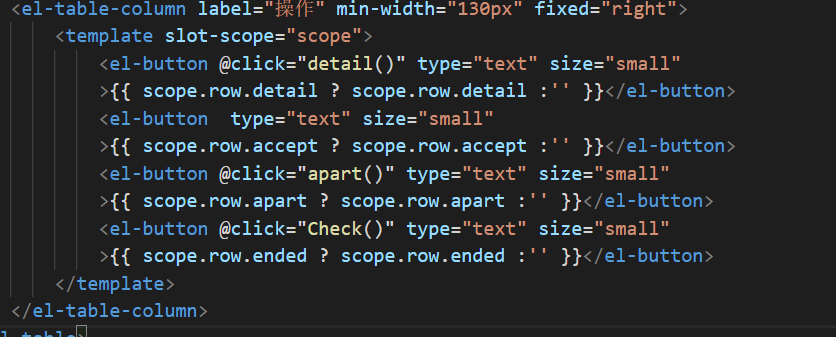 <el-table-column label="操作" min-width="130px" fixed="right">
<template slot-scope="scope">
<el-button @click="detail()" type="text" size="small"
>{{ scope.row.detail ? scope.row.detail :'' }}</el-button>
<el-button  type="text" size="small"
>{{ scope.row.accept ? scope.row.accept :'' }}</el-button>
<el-button @click="apart()" type="text" size="small"
>{{ scope.row.apart ? scope.row.apart :'' }}</el-button>
<el-button @click="Check()" type="text" size="small"
>{{ scope.row.ended ? scope.row.ended :'' }}</el-button>
</template>
</el-table-column>
l-table>